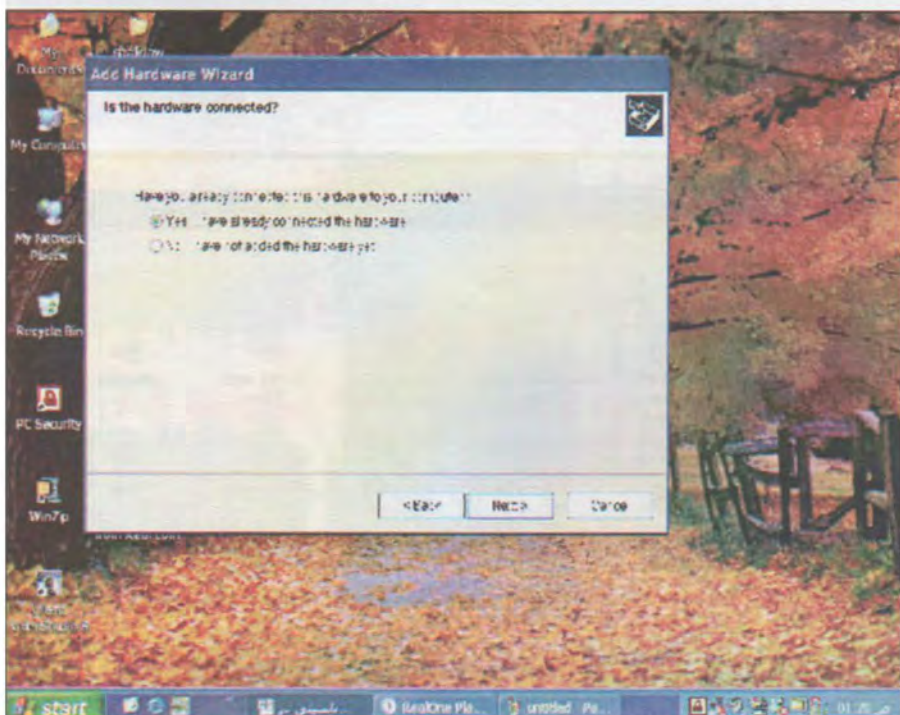 My
Documents
Add Hardware Wizard
Is the hardware connected?
My Computer
Have you already connected this hardware to your computer?
Yes, I have already connected the hardware
No, I have not added the hardware yet
My Network
Places
Recycle Bin
PC Security
<Back
Next>
Cancel
WinZip
start
RealOne Pla...
untitled - Pa...